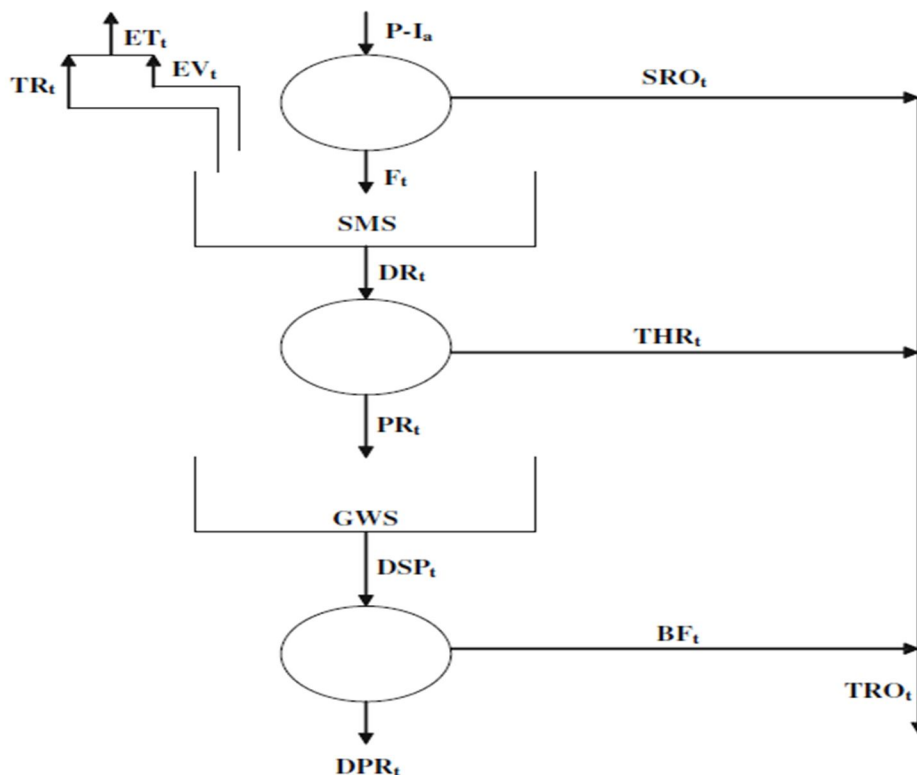 ETₜ
P-Iₐ
EVₜ
TRₜ
SROₜ
Fₜ
SMS
DRₜ
THRₜ
PRₜ
GWS
DSPₜ
BFₜ
TROₜ
DPRₜ